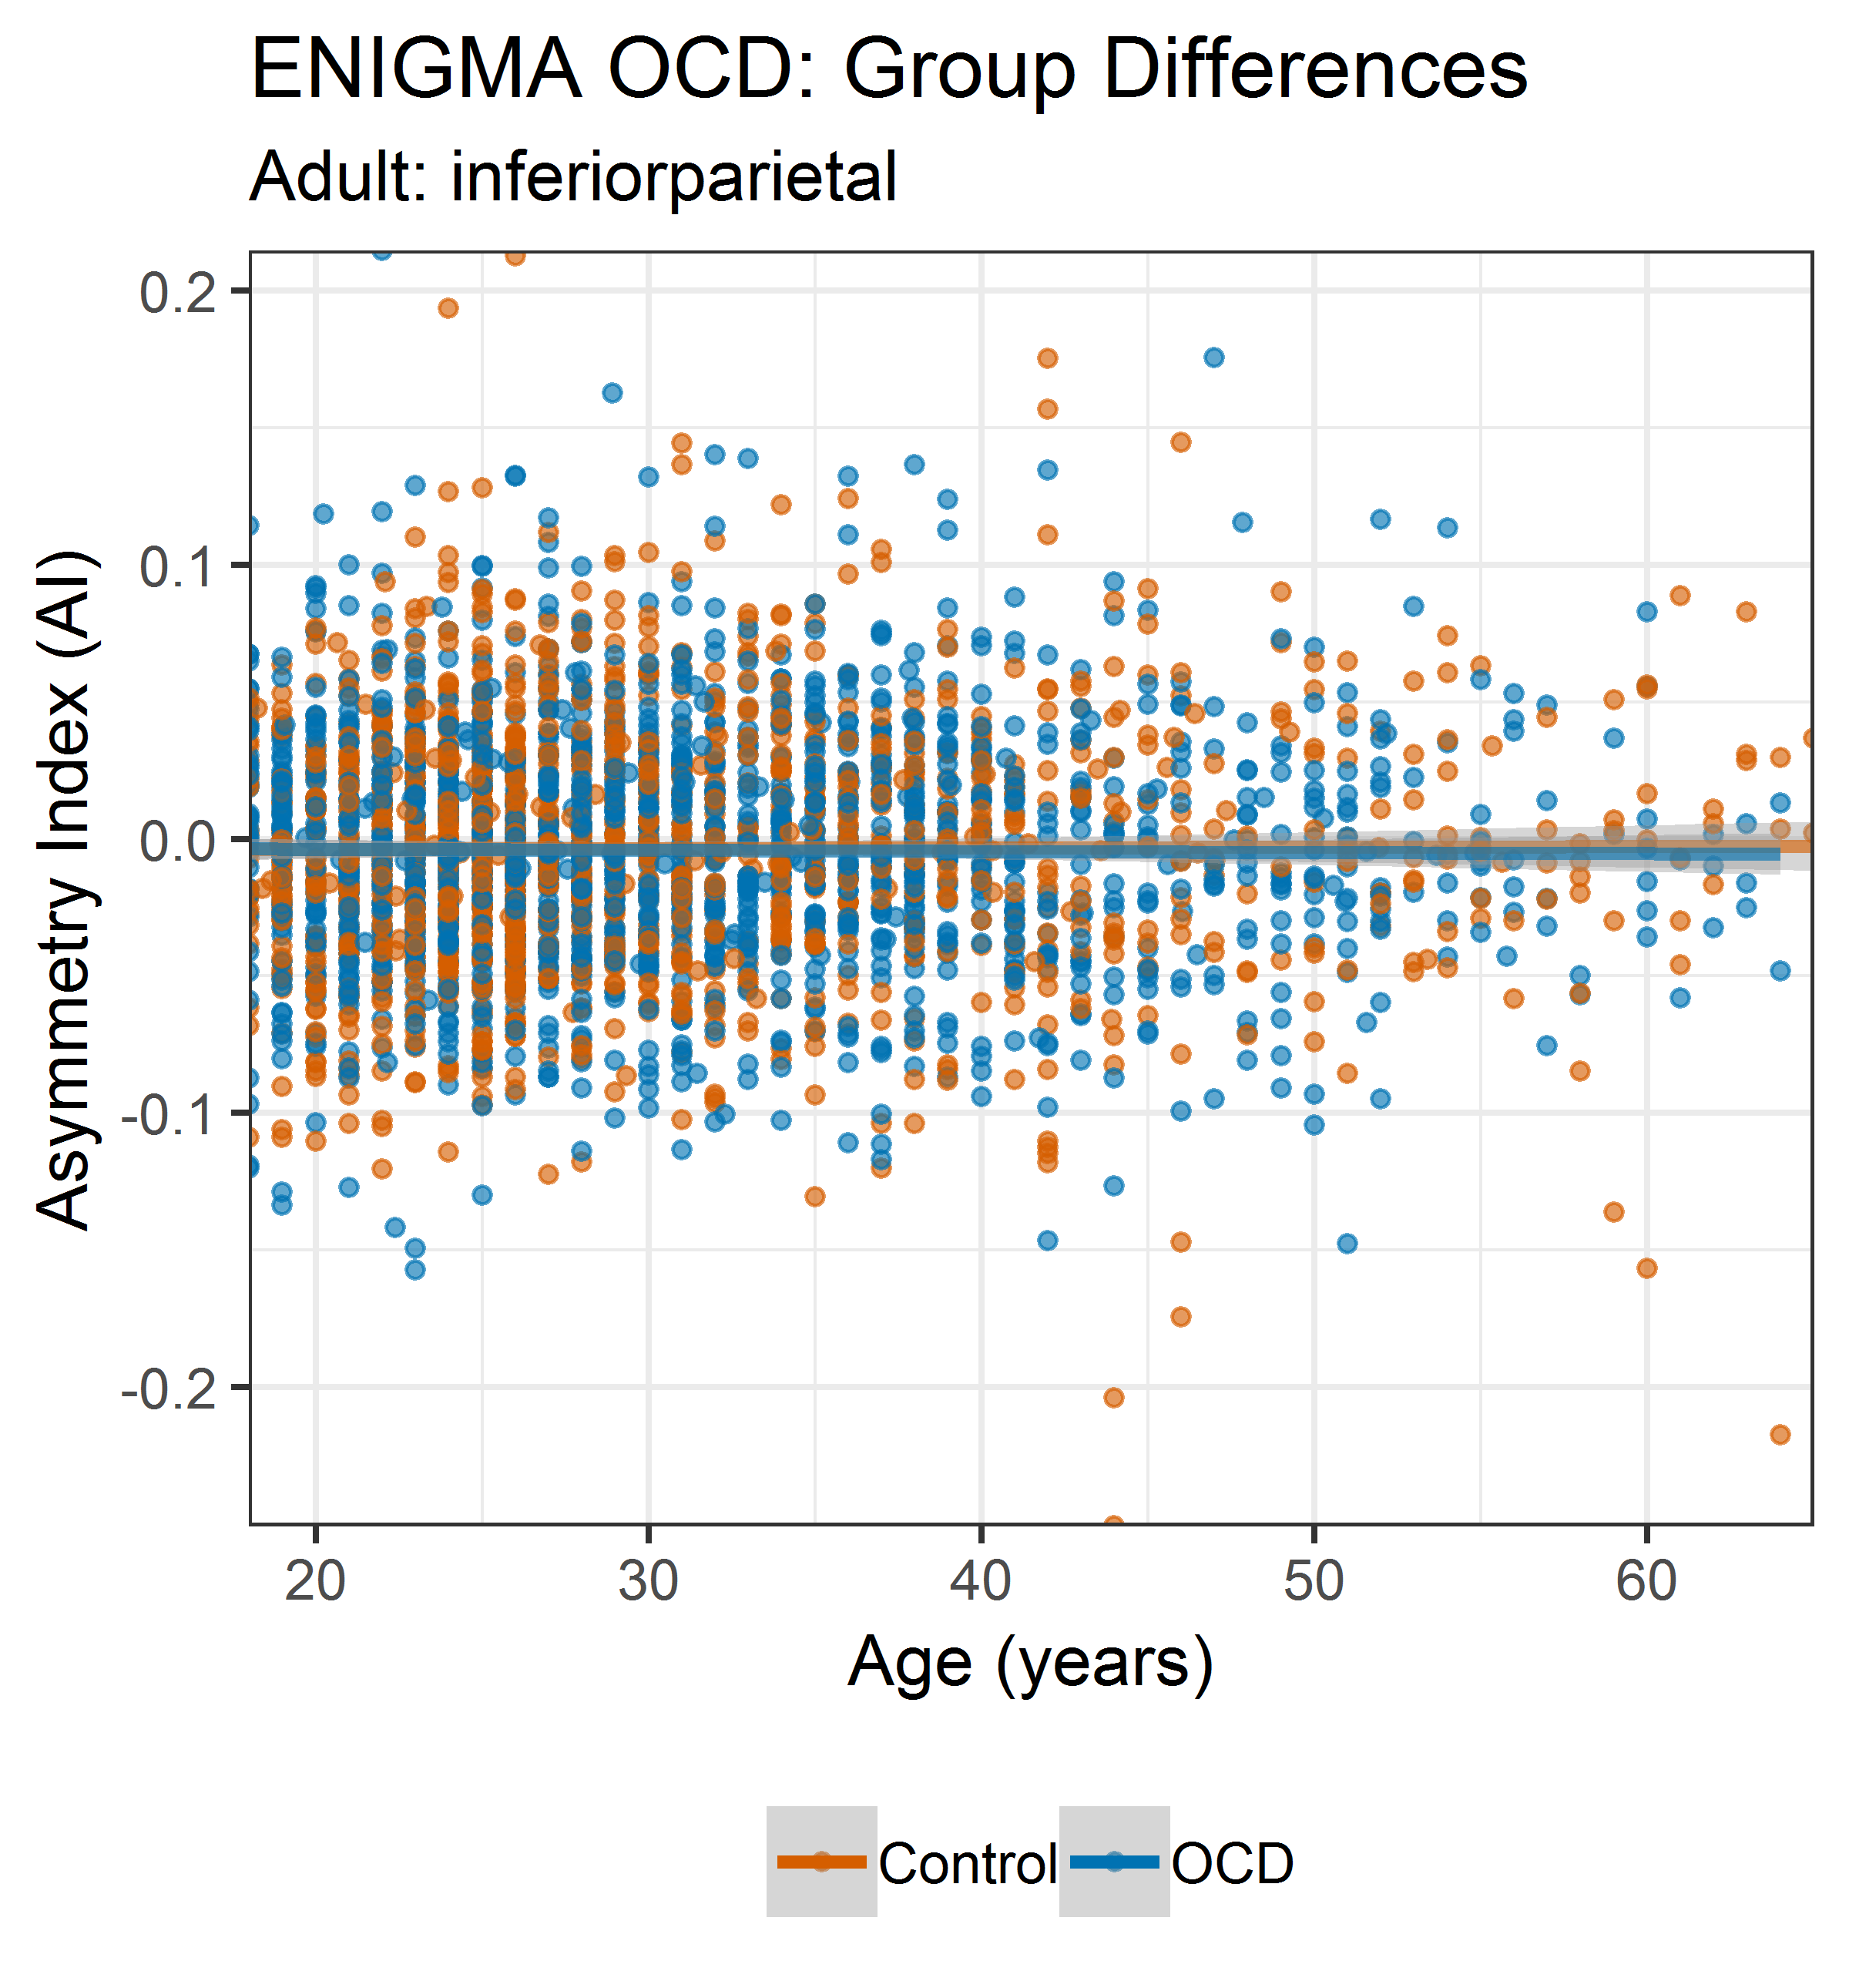 ENIGMA OCD: Group Differences
Adult: inferiorparietal
0.2
0.1
0.0
-0.1
-0.2
Asymmetry Index (AI)
20 30 40 50 60
Age (years)
Control OCD